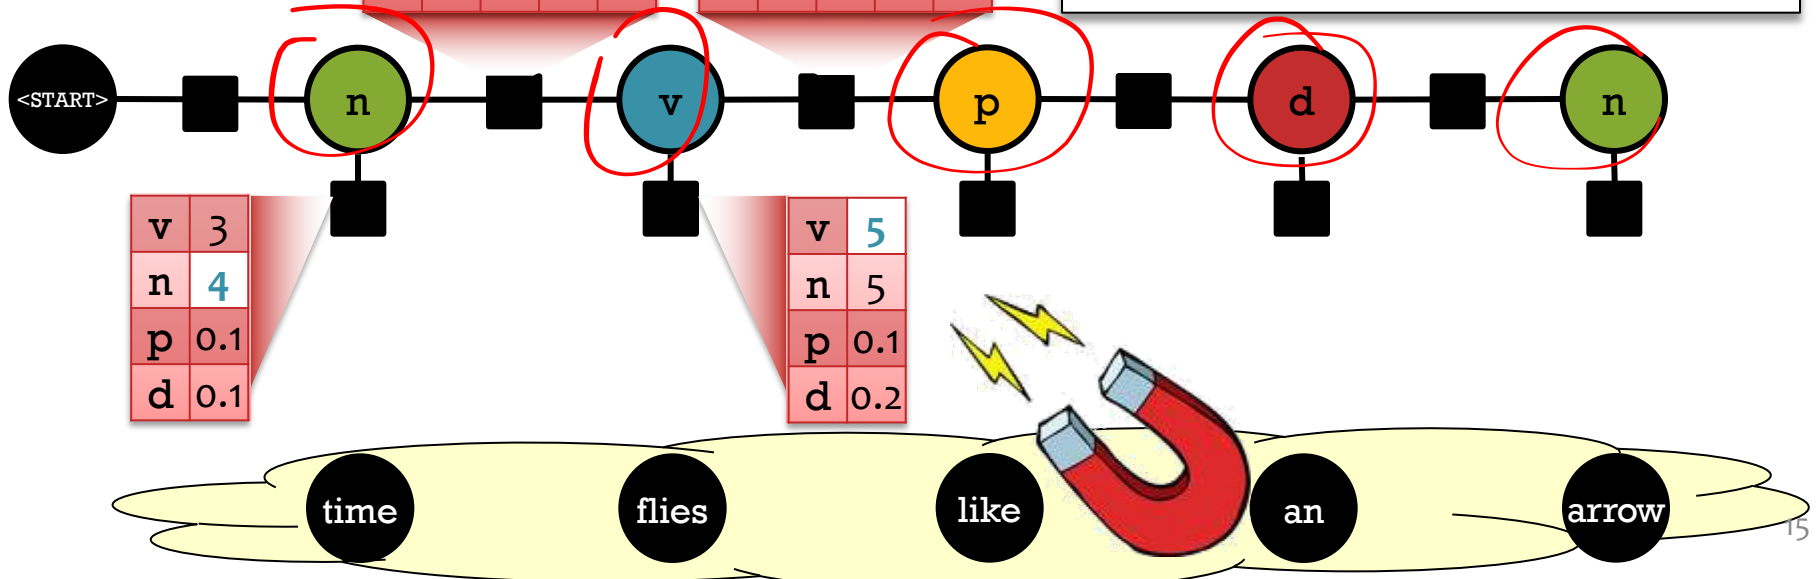 <START> n v p d n
v 3
n 4
p 0.1
d 0.1
v 5
n 5
p 0.1
d 0.2
time flies like an arrow
15